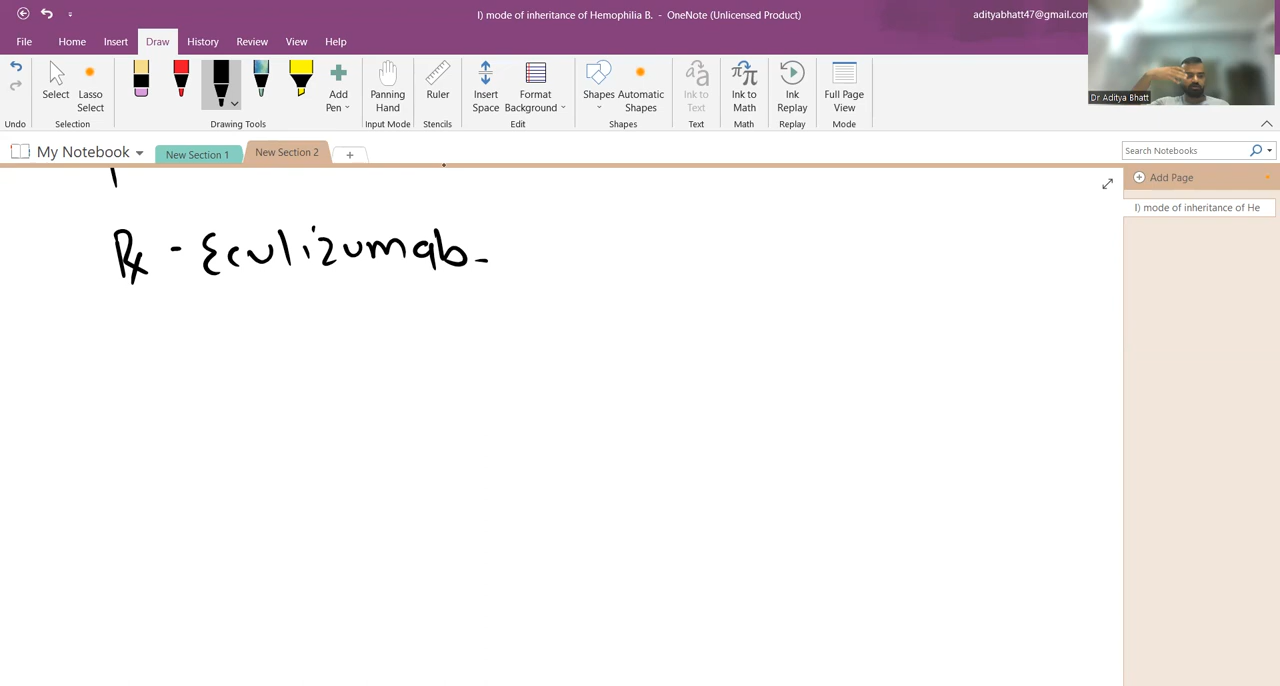 I) mode of inheritance of Hemophilia B. - OneNote (Unlicensed Product)
adityabhatt47@gmail.com
File Home Insert Draw History Review View Help
Undo
Select
Lasso Select
Selection
Drawing Tools
Add Pen
Panning Hand
Input Mode
Ruler
Stencils
Insert Space
Format Background
Edit
Shapes
Automatic Shapes
Shapes
Ink to Text
Text
Ink to Math
Math
Ink Replay
Replay
Full Page View
Mode
Dr Aditya Bhatt
My Notebook
New Section 1
New Section 2
Search Notebooks
Add Page
I) mode of inheritance of He
Rx - Eculizumab -